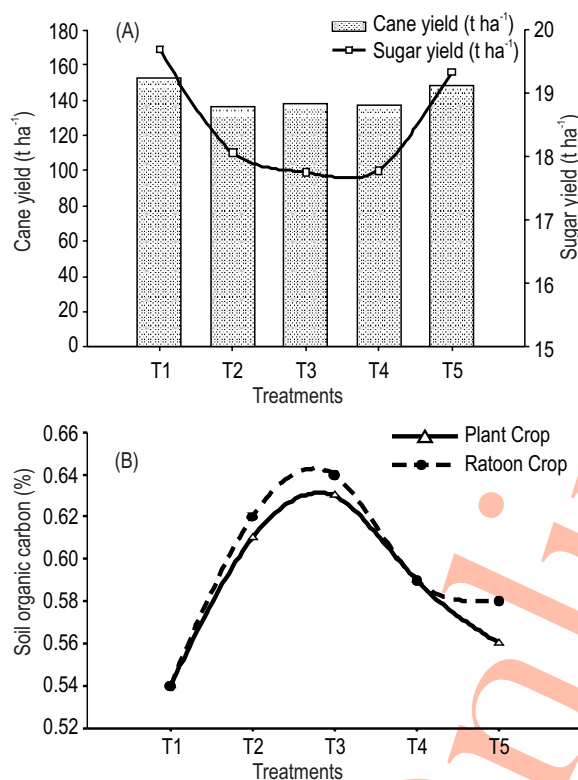 (A)
Cane yield (t ha⁻¹)
Sugar yield (t ha⁻¹)
Cane yield (t ha⁻¹)
180
160
140
120
100
80
60
40
20
0
20
19
18
17
16
15
Sugar yield (t ha⁻¹)
T1 T2 T3 T4 T5
Treatments
(B)
Plant Crop
Ratoon Crop
Soil organic carbon (%)
0.66
0.64
0.62
0.60
0.58
0.56
0.54
0.52
T1 T2 T3 T4 T5
Treatments